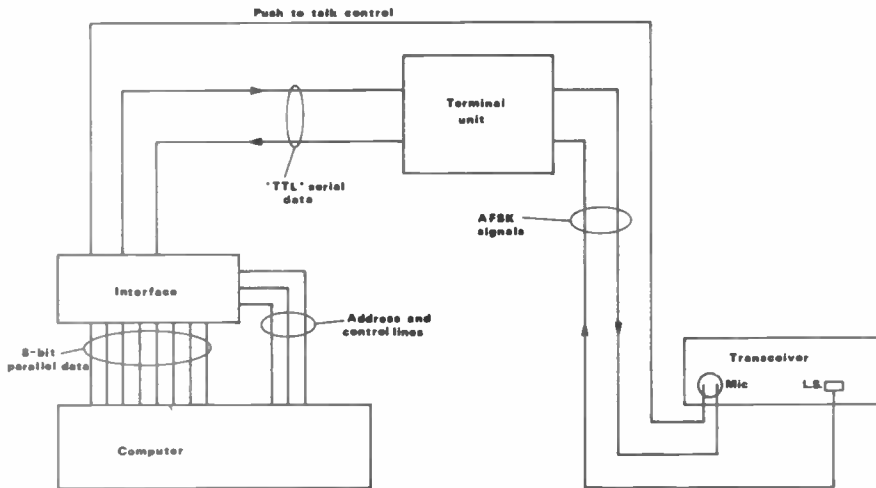 Push to talk control
Terminal
unit
'TTL' serial
data
AFSK
signals
Interface
Address and
control lines
8-bit
parallel data
Transceiver
Mic
L.S.
Computer